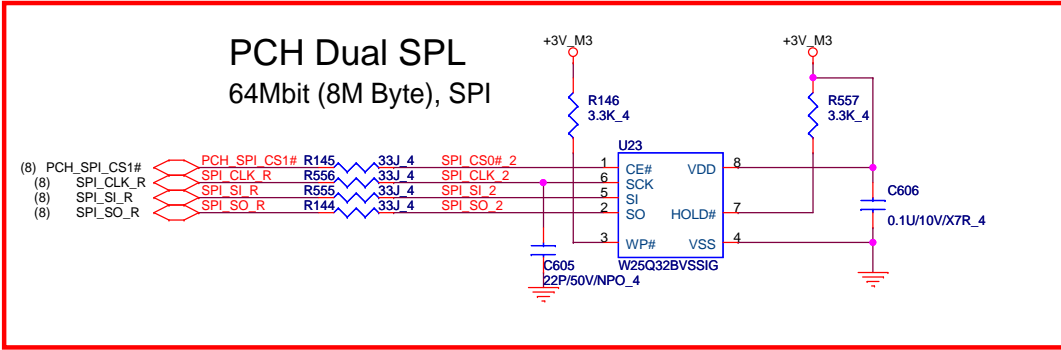 PCH Dual SPL
64Mbit (8M Byte), SPI
+3V_M3
+3V_M3
R146
3.3K_4
R557
3.3K_4
U23
(8) PCH_SPI_CS1# PCH_SPI_CS1# R145 33J_4 SPI_CS0#_2 1 CE# VDD 8
(8) SPI_CLK_R SPI_CLK_R R556 33J_4 SPI_CLK_2 6 SCK
(8) SPI_SI_R SPI_SI_R R555 33J_4 SPI_SI_2 5 SI
(8) SPI_SO_R SPI_SO_R R144 33J_4 SPI_SO_2 2 SO HOLD# 7
C606
0.1U/10V/X7R_4
3 WP# VSS 4
C605
22P/50V/NPO_4
W25Q32BVSSIG